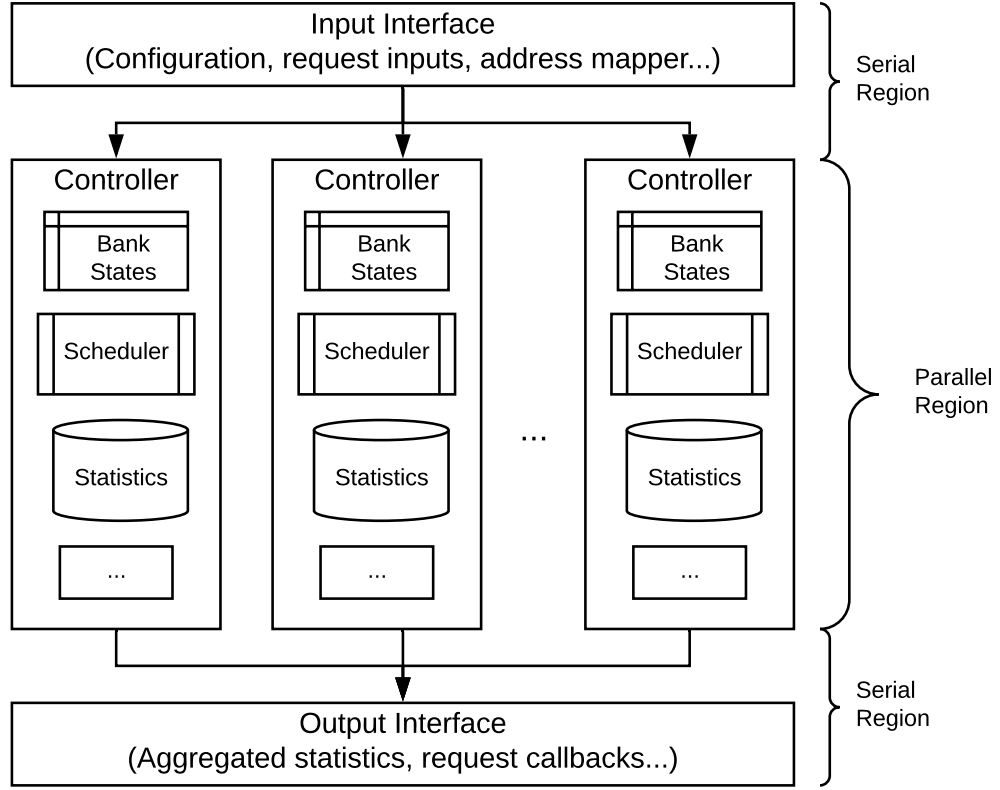 Input Interface
(Configuration, request inputs, address mapper...)
Serial
Region
Controller
Controller
Controller
Bank
States
Bank
States
Bank
States
Scheduler
Scheduler
Scheduler
Parallel
Region
...
Statistics
Statistics
Statistics
...
...
...
Serial
Region
Output Interface
(Aggregated statistics, request callbacks...)